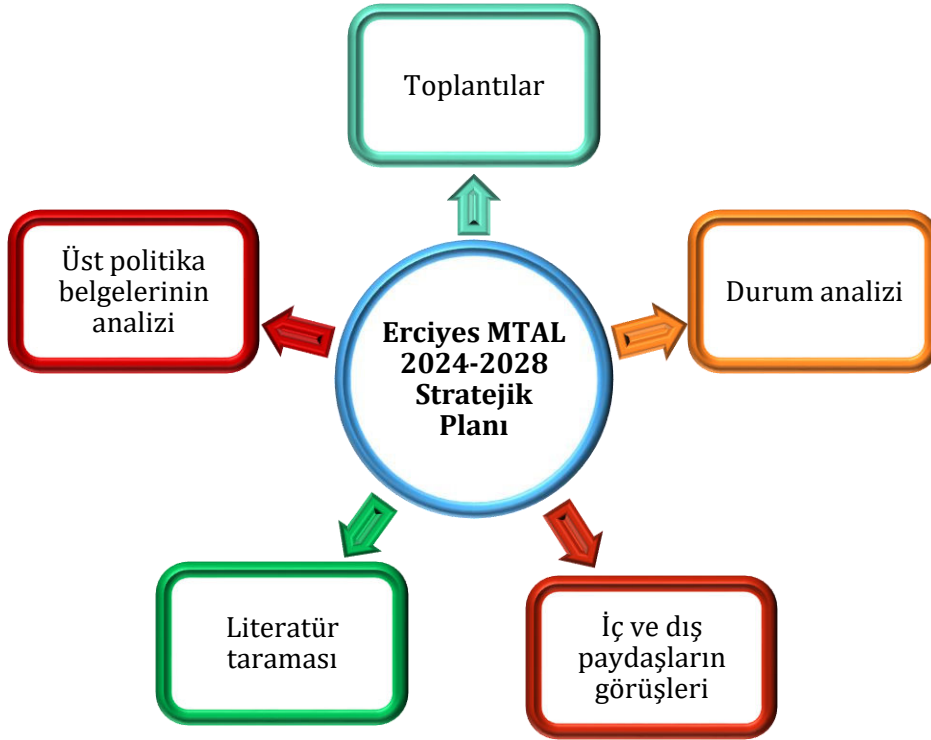 Toplantılar
Üst politika
belgelerinin
analizi
Durum analizi
Erciyes MTAL
2024-2028
Stratejik
Planı
Literatür
taraması
İç ve dış
paydaşların
görüşleri